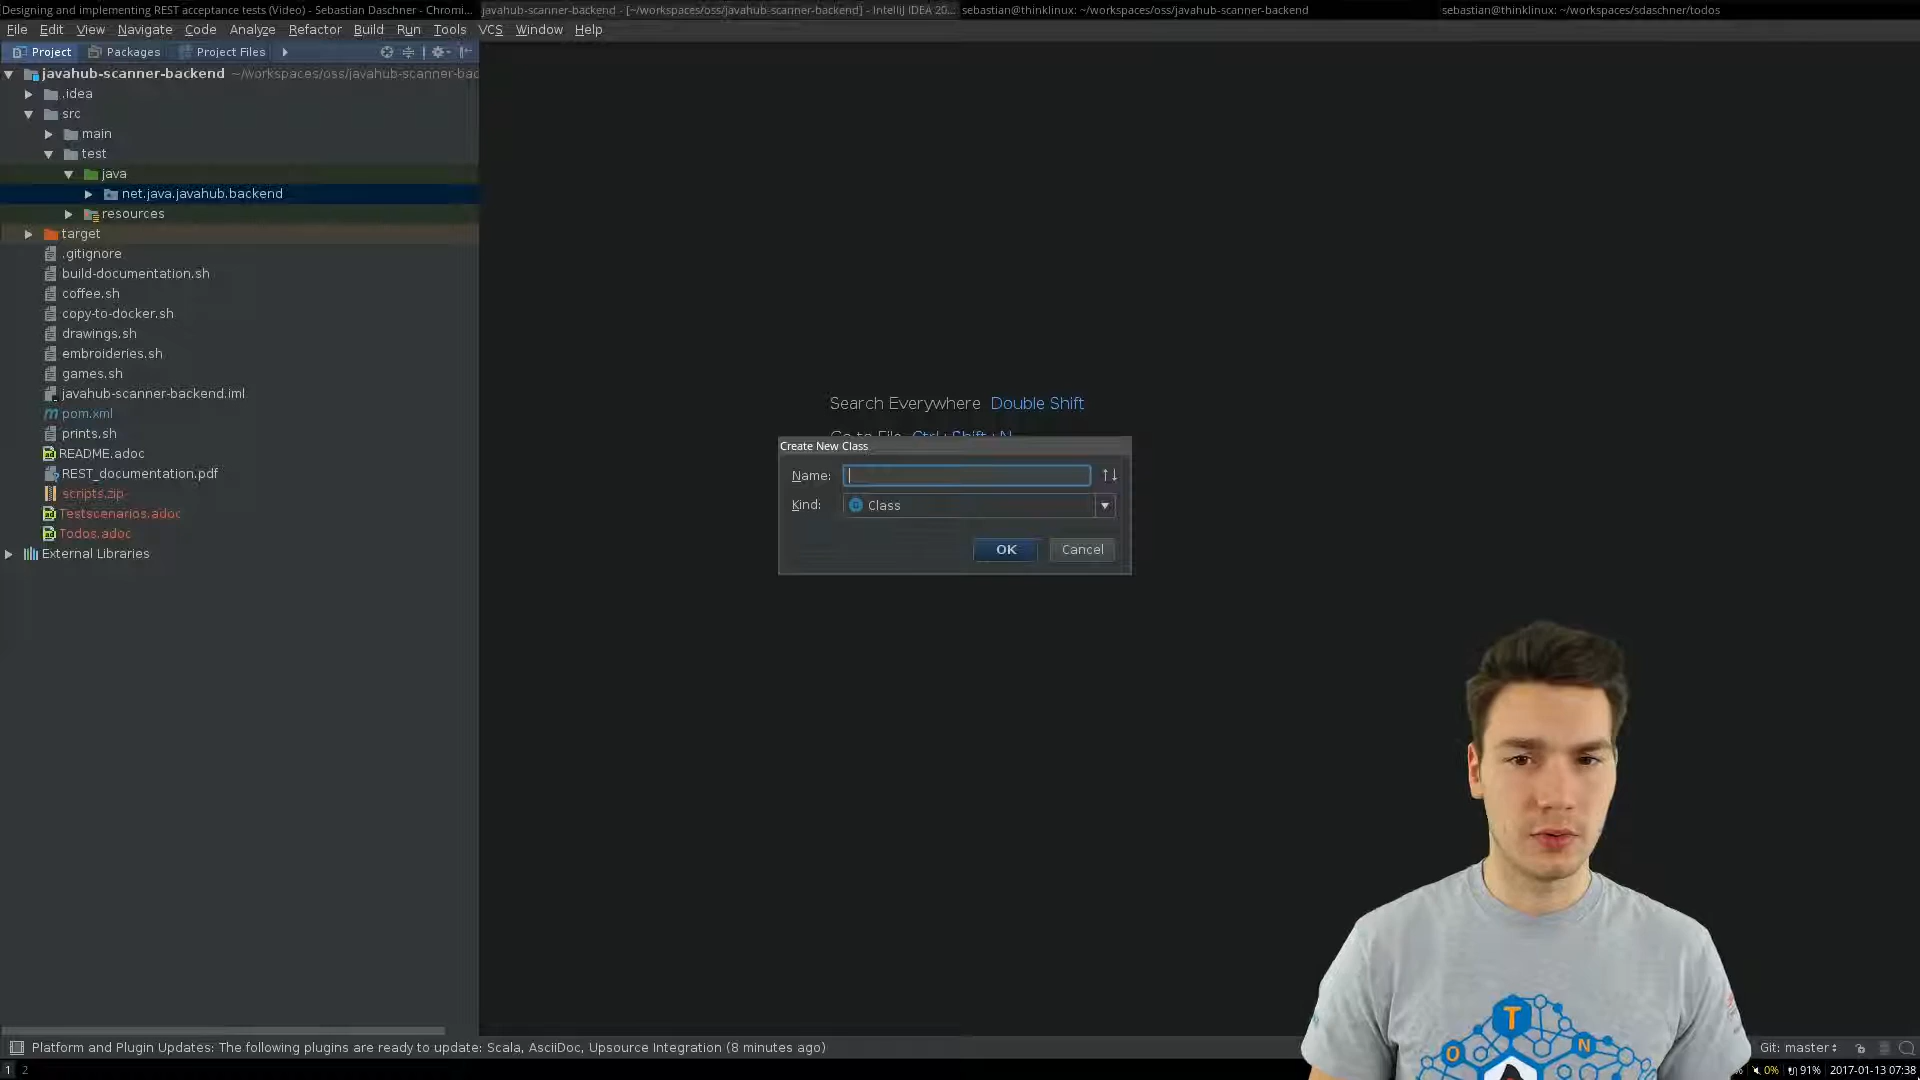 Designing and implementing REST acceptance tests (Video) - Sebastian Daschner - Chromi...
javahub-scanner-backend - [~/workspaces/oss/javahub-scanner-backend] - IntelliJ IDEA 20...
sebastian@thinklinux: ~/workspaces/oss/javahub-scanner-backend
sebastian@thinklinux: ~/workspaces/sdaschner/todos
File Edit View Navigate Code Analyze Refactor Build Run Tools VCS Window Help
Project Packages Project Files
javahub-scanner-backend ~/workspaces/oss/javahub-scanner-bac
.idea
src
main
test
java
net.java.javahub.backend
resources
target
.gitignore
build-documentation.sh
coffee.sh
copy-to-docker.sh
drawings.sh
embroideries.sh
games.sh
javahub-scanner-backend.iml
pom.xml
prints.sh
README.adoc
REST_documentation.pdf
scripts.zip
Testscenarios.adoc
Todos.adoc
External Libraries
Search Everywhere Double Shift
Go to File Ctrl+Shift+N
Create New Class
Name:
Kind: Class
OK Cancel
T
O N
Platform and Plugin Updates: The following plugins are ready to update: Scala, AsciiDoc, Upsource Integration (8 minutes ago)
Git: master
1 2
0% 91% 2017-01-13 07:38